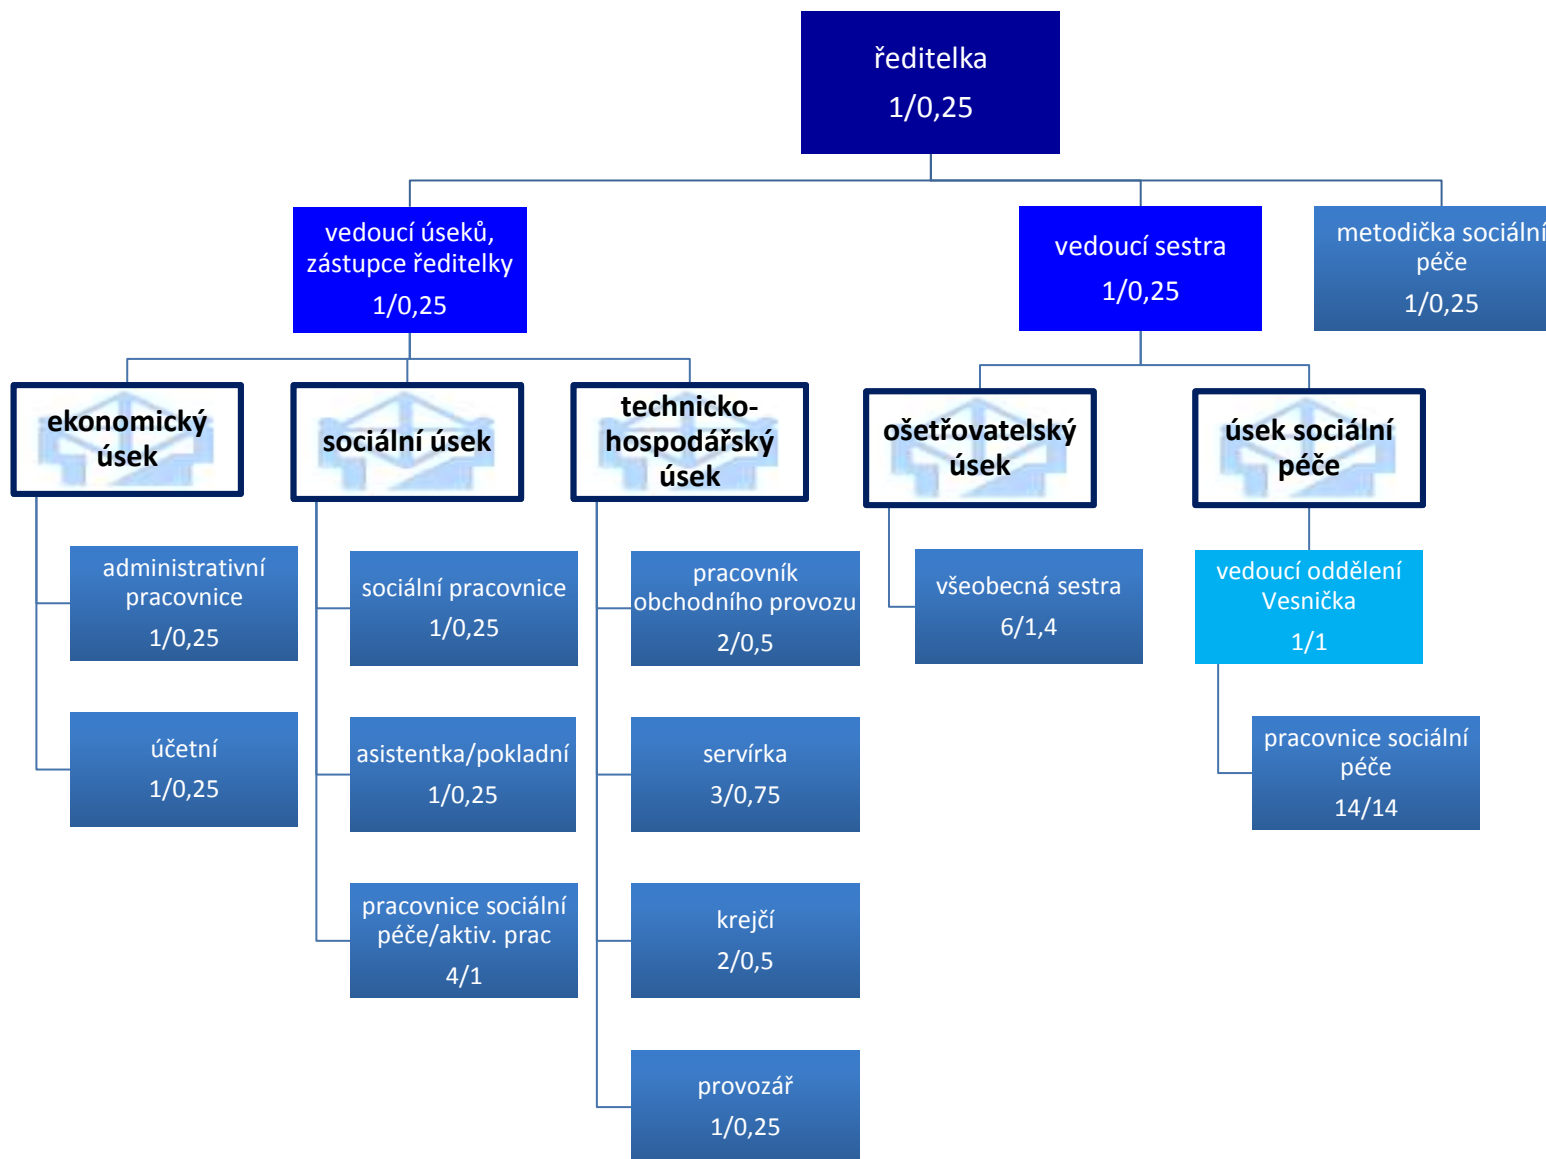 ředitelka
1/0,25
vedoucí úseků,
zástupce ředitelky
1/0,25
vedoucí sestra
1/0,25
metodička sociální
péče
1/0,25
ekonomický
úsek
sociální úsek
technicko-
hospodářský
úsek
ošetřovatelský
úsek
úsek sociální
péče
administrativní
pracovnice
1/0,25
sociální pracovnice
1/0,25
pracovník
obchodního provozu
2/0,5
všeobecná sestra
6/1,4
vedoucí oddělení
Vesnička
1/1
účetní
1/0,25
asistentka/pokladní
1/0,25
servírka
3/0,75
pracovnice sociální
péče
14/14
pracovnice sociální
péče/aktiv. prac
4/1
krejčí
2/0,5
provozář
1/0,25